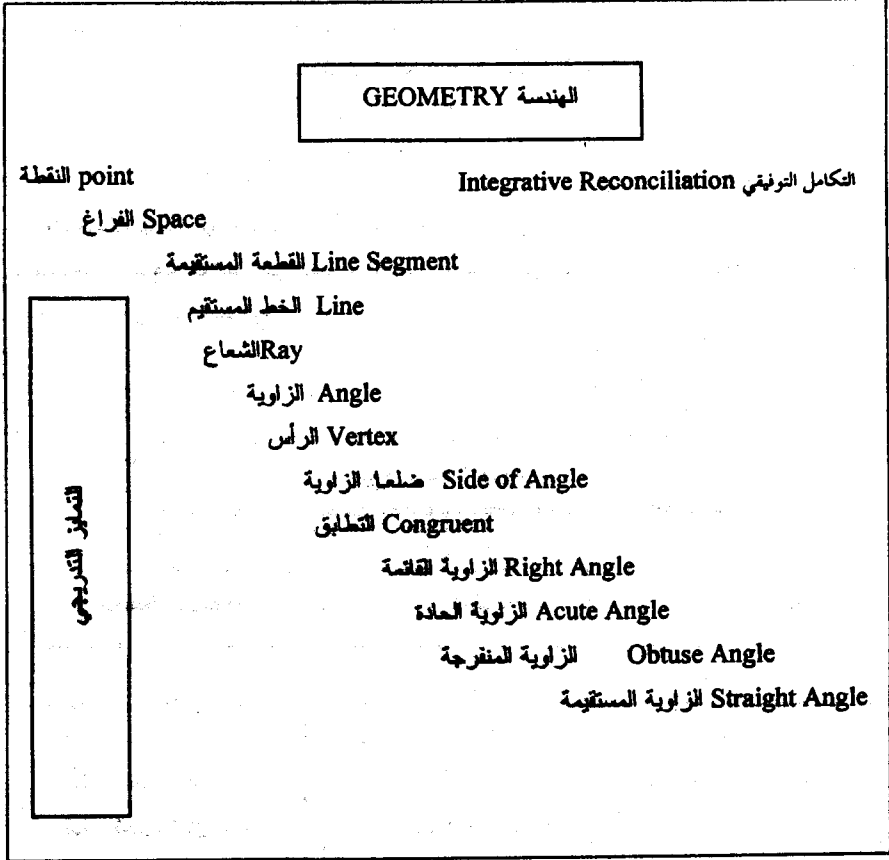 الهندسة GEOMETRY
التكامل التوفيقي Integrative Reconciliation
النقطة point
الفراغ Space
القطعة المستقيمة Line Segment
الخط المستقيم Line
الشعاعRay
الزاوية Angle
الرأس Vertex
ضلعا الزاوية Side of Angle
التطابق Congruent
الزاوية القائمة Right Angle
الزاوية الحادة Acute Angle
الزاوية المنفرجة Obtuse Angle
الزاوية المستقيمة Straight Angle
التمايز التدريجي